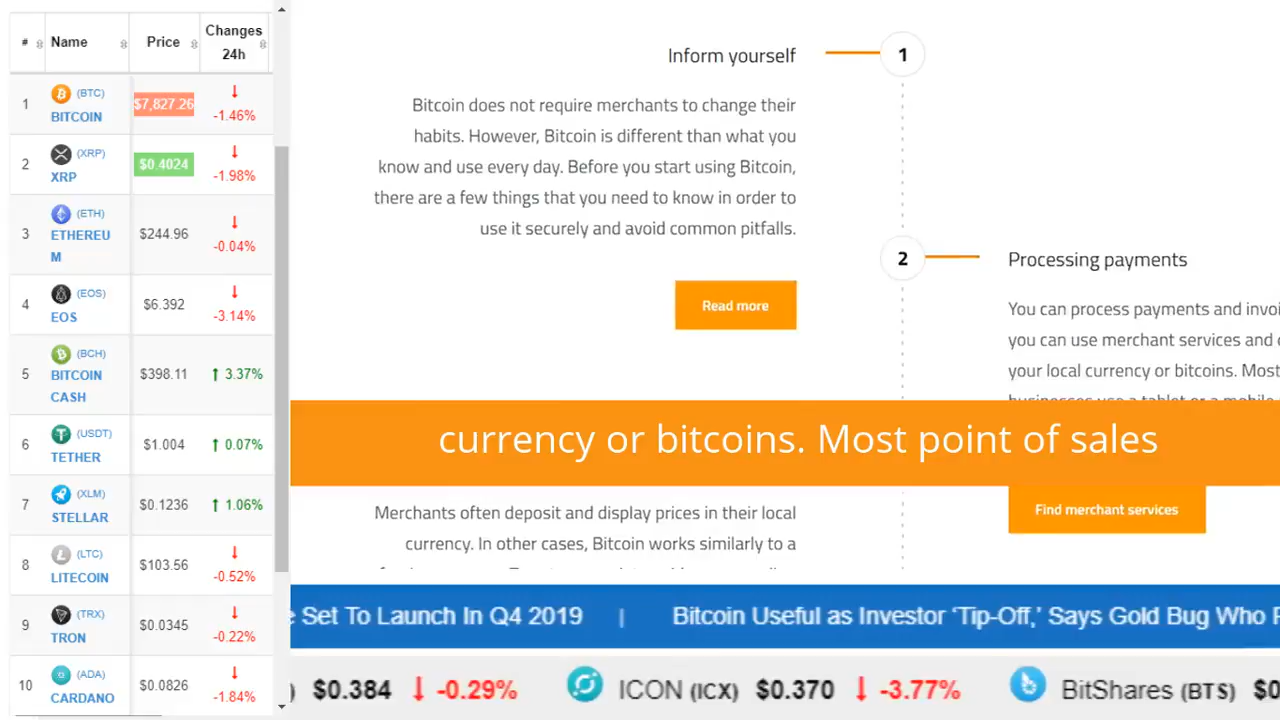 # Name Price Changes 24h
1 (BTC) BITCOIN $7,827.26 ↓ -1.46%
2 (XRP) XRP $0.4024 ↓ -1.98%
3 (ETH) ETHEREU M $244.96 ↓ -0.04%
4 (EOS) EOS $6.392 ↓ -3.14%
5 (BCH) BITCOIN CASH $398.11 ↑ 3.37%
6 (USDT) TETHER $1.004 ↑ 0.07%
7 (XLM) STELLAR $0.1236 ↑ 1.06%
8 (LTC) LITECOIN $103.56 ↓ -0.52%
9 (TRX) TRON $0.0345 ↓ -0.22%
10 (ADA) CARDANO $0.0826 ↓ -1.84%
Inform yourself
1
Bitcoin does not require merchants to change their
habits. However, Bitcoin is different than what you
know and use every day. Before you start using Bitcoin,
there are a few things that you need to know in order to
use it securely and avoid common pitfalls.
Read more
2
Processing payments
You can process payments and
you can use merchant services and
your local currency or bitcoins. Most
currency or bitcoins. Most point of sales
Find merchant services
Merchants often deposit and display prices in their local
currency. In other cases, Bitcoin works similarly to a
Set To Launch In Q4 2019 | Bitcoin Useful as Investor ‘Tip-Off,’ Says Gold Bug Who
) $0.384 ↓ -0.29% ICON (ICX) $0.370 ↓ -3.77% BitShares (BTS)